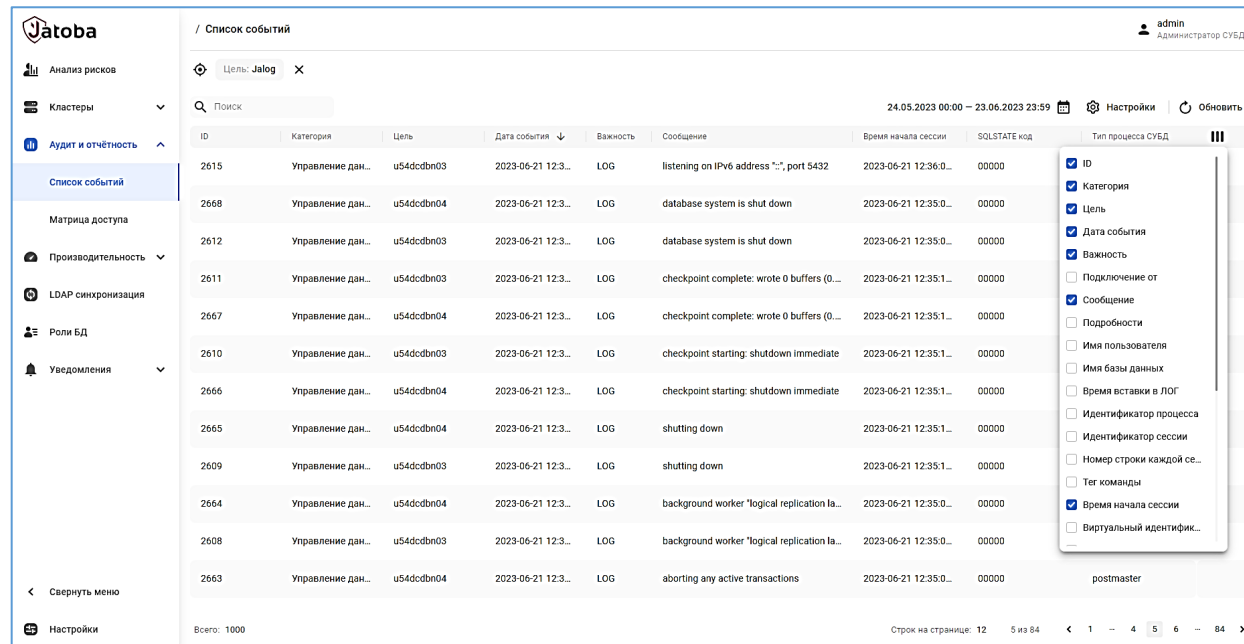 Jatoba
/ Список событий
admin
Администратор СУБД
Анализ рисков
Кластеры
Аудит и отчётность
Список событий
Матрица доступа
Производительность
LDAP синхронизация
Роли БД
Уведомления
Свернуть меню
Настройки
Цель: Jalog
Поиск
24.05.2023 00:00 — 23.06.2023 23:59 Настройки Обновить
ID Категория Цель Дата события Важность Сообщение Время начала сессии SQLSTATE код Тип процесса СУБД
2615 Управление дан... u54dcdbn03 2023-06-21 12:3... LOG listening on IPv6 address "::", port 5432 2023-06-21 12:36:0... 00000
2668 Управление дан... u54dcdbn04 2023-06-21 12:3... LOG database system is shut down 2023-06-21 12:35:0... 00000
2612 Управление дан... u54dcdbn03 2023-06-21 12:3... LOG database system is shut down 2023-06-21 12:35:0... 00000
2611 Управление дан... u54dcdbn03 2023-06-21 12:3... LOG checkpoint complete: wrote 0 buffers (0.... 2023-06-21 12:35:1... 00000
2667 Управление дан... u54dcdbn04 2023-06-21 12:3... LOG checkpoint complete: wrote 0 buffers (0.... 2023-06-21 12:35:1... 00000
2610 Управление дан... u54dcdbn03 2023-06-21 12:3... LOG checkpoint starting: shutdown immediate 2023-06-21 12:35:1... 00000
2666 Управление дан... u54dcdbn04 2023-06-21 12:3... LOG checkpoint starting: shutdown immediate 2023-06-21 12:35:1... 00000
2665 Управление дан... u54dcdbn04 2023-06-21 12:3... LOG shutting down 2023-06-21 12:35:1... 00000
2609 Управление дан... u54dcdbn03 2023-06-21 12:3... LOG shutting down 2023-06-21 12:35:1... 00000
2664 Управление дан... u54dcdbn04 2023-06-21 12:3... LOG background worker "logical replication la... 2023-06-21 12:35:0... 00000
2608 Управление дан... u54dcdbn03 2023-06-21 12:3... LOG background worker "logical replication la... 2023-06-21 12:35:0... 00000
2663 Управление дан... u54dcdbn04 2023-06-21 12:3... LOG aborting any active transactions 2023-06-21 12:35:0... 00000 postmaster
ID
Категория
Цель
Дата события
Важность
Подключение от
Сообщение
Подробности
Имя пользователя
Имя базы данных
Время вставки в ЛОГ
Идентификатор процесса
Идентификатор сессии
Номер строки каждой се...
Тег команды
Время начала сессии
Виртуальный идентифик...
Всего: 1000
Строк на странице: 12 5 из 84 1 ... 4 5 6 ... 84